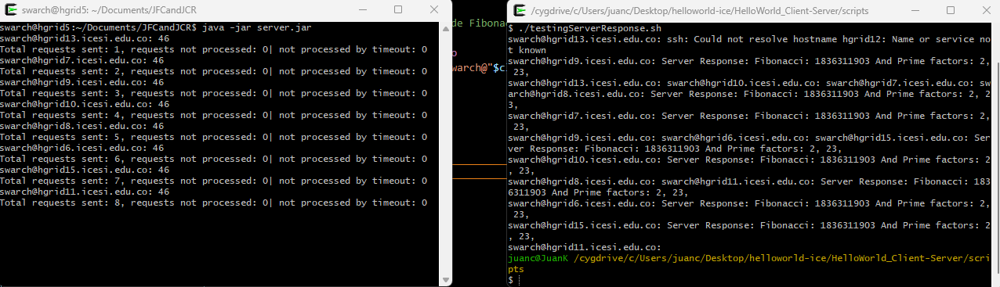 swarch@hgrid5: ~/Documents/JFCandJCR
swarch@hgrid5:~/Documents/JFCandJCR$ java -jar server.jar
swarch@hgrid13.icesi.edu.co: 46
Total requests sent: 1, requests not processed: 0| not processed by timeout: 0
swarch@hgrid7.icesi.edu.co: 46
Total requests sent: 2, requests not processed: 0| not processed by timeout: 0
swarch@hgrid9.icesi.edu.co: 46
Total requests sent: 3, requests not processed: 0| not processed by timeout: 0
swarch@hgrid10.icesi.edu.co: 46
Total requests sent: 4, requests not processed: 0| not processed by timeout: 0
swarch@hgrid8.icesi.edu.co: 46
Total requests sent: 5, requests not processed: 0| not processed by timeout: 0
swarch@hgrid6.icesi.edu.co: 46
Total requests sent: 6, requests not processed: 0| not processed by timeout: 0
swarch@hgrid15.icesi.edu.co: 46
Total requests sent: 7, requests not processed: 0| not processed by timeout: 0
swarch@hgrid11.icesi.edu.co: 46
Total requests sent: 8, requests not processed: 0| not processed by timeout: 0
de Fibona
o
warch@"$c
/cygdrive/c/Users/juanc/Desktop/helloworld-ice/HelloWorld_Client-Server/scripts
$ ./testingServerResponse.sh
swarch@hgrid13.icesi.edu.co: ssh: Could not resolve hostname hgrid12: Name or service no
t known
swarch@hgrid9.icesi.edu.co: Server Response: Fibonacci: 1836311903 And Prime factors: 2,
23,
swarch@hgrid13.icesi.edu.co: swarch@hgrid10.icesi.edu.co: swarch@hgrid7.icesi.edu.co: sw
arch@hgrid8.icesi.edu.co: Server Response: Fibonacci: 1836311903 And Prime factors: 2, 2
3,
swarch@hgrid7.icesi.edu.co: Server Response: Fibonacci: 1836311903 And Prime factors: 2,
23,
swarch@hgrid9.icesi.edu.co: swarch@hgrid6.icesi.edu.co: swarch@hgrid15.icesi.edu.co: Ser
ver Response: Fibonacci: 1836311903 And Prime factors: 2, 23,
swarch@hgrid10.icesi.edu.co: Server Response: Fibonacci: 1836311903 And Prime factors: 2
, 23,
swarch@hgrid8.icesi.edu.co: swarch@hgrid11.icesi.edu.co: Server Response: Fibonacci: 183
6311903 And Prime factors: 2, 23,
swarch@hgrid6.icesi.edu.co: Server Response: Fibonacci: 1836311903 And Prime factors: 2,
23,
swarch@hgrid15.icesi.edu.co: Server Response: Fibonacci: 1836311903 And Prime factors: 2
, 23,
swarch@hgrid11.icesi.edu.co:
juanc@JuanK /cygdrive/c/Users/juanc/Desktop/helloworld-ice/HelloWorld_Client-Server/scri
pts
$